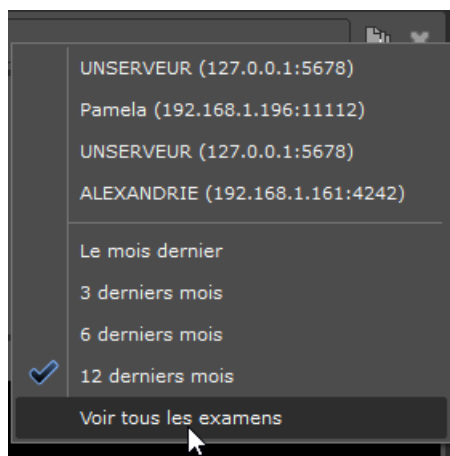 UNSERVEUR (127.0.0.1:5678)
Pamela (192.168.1.196:11112)
UNSERVEUR (127.0.0.1:5678)
ALEXANDRIE (192.168.1.161:4242)
Le mois dernier
3 derniers mois
6 derniers mois
12 derniers mois
Voir tous les examens